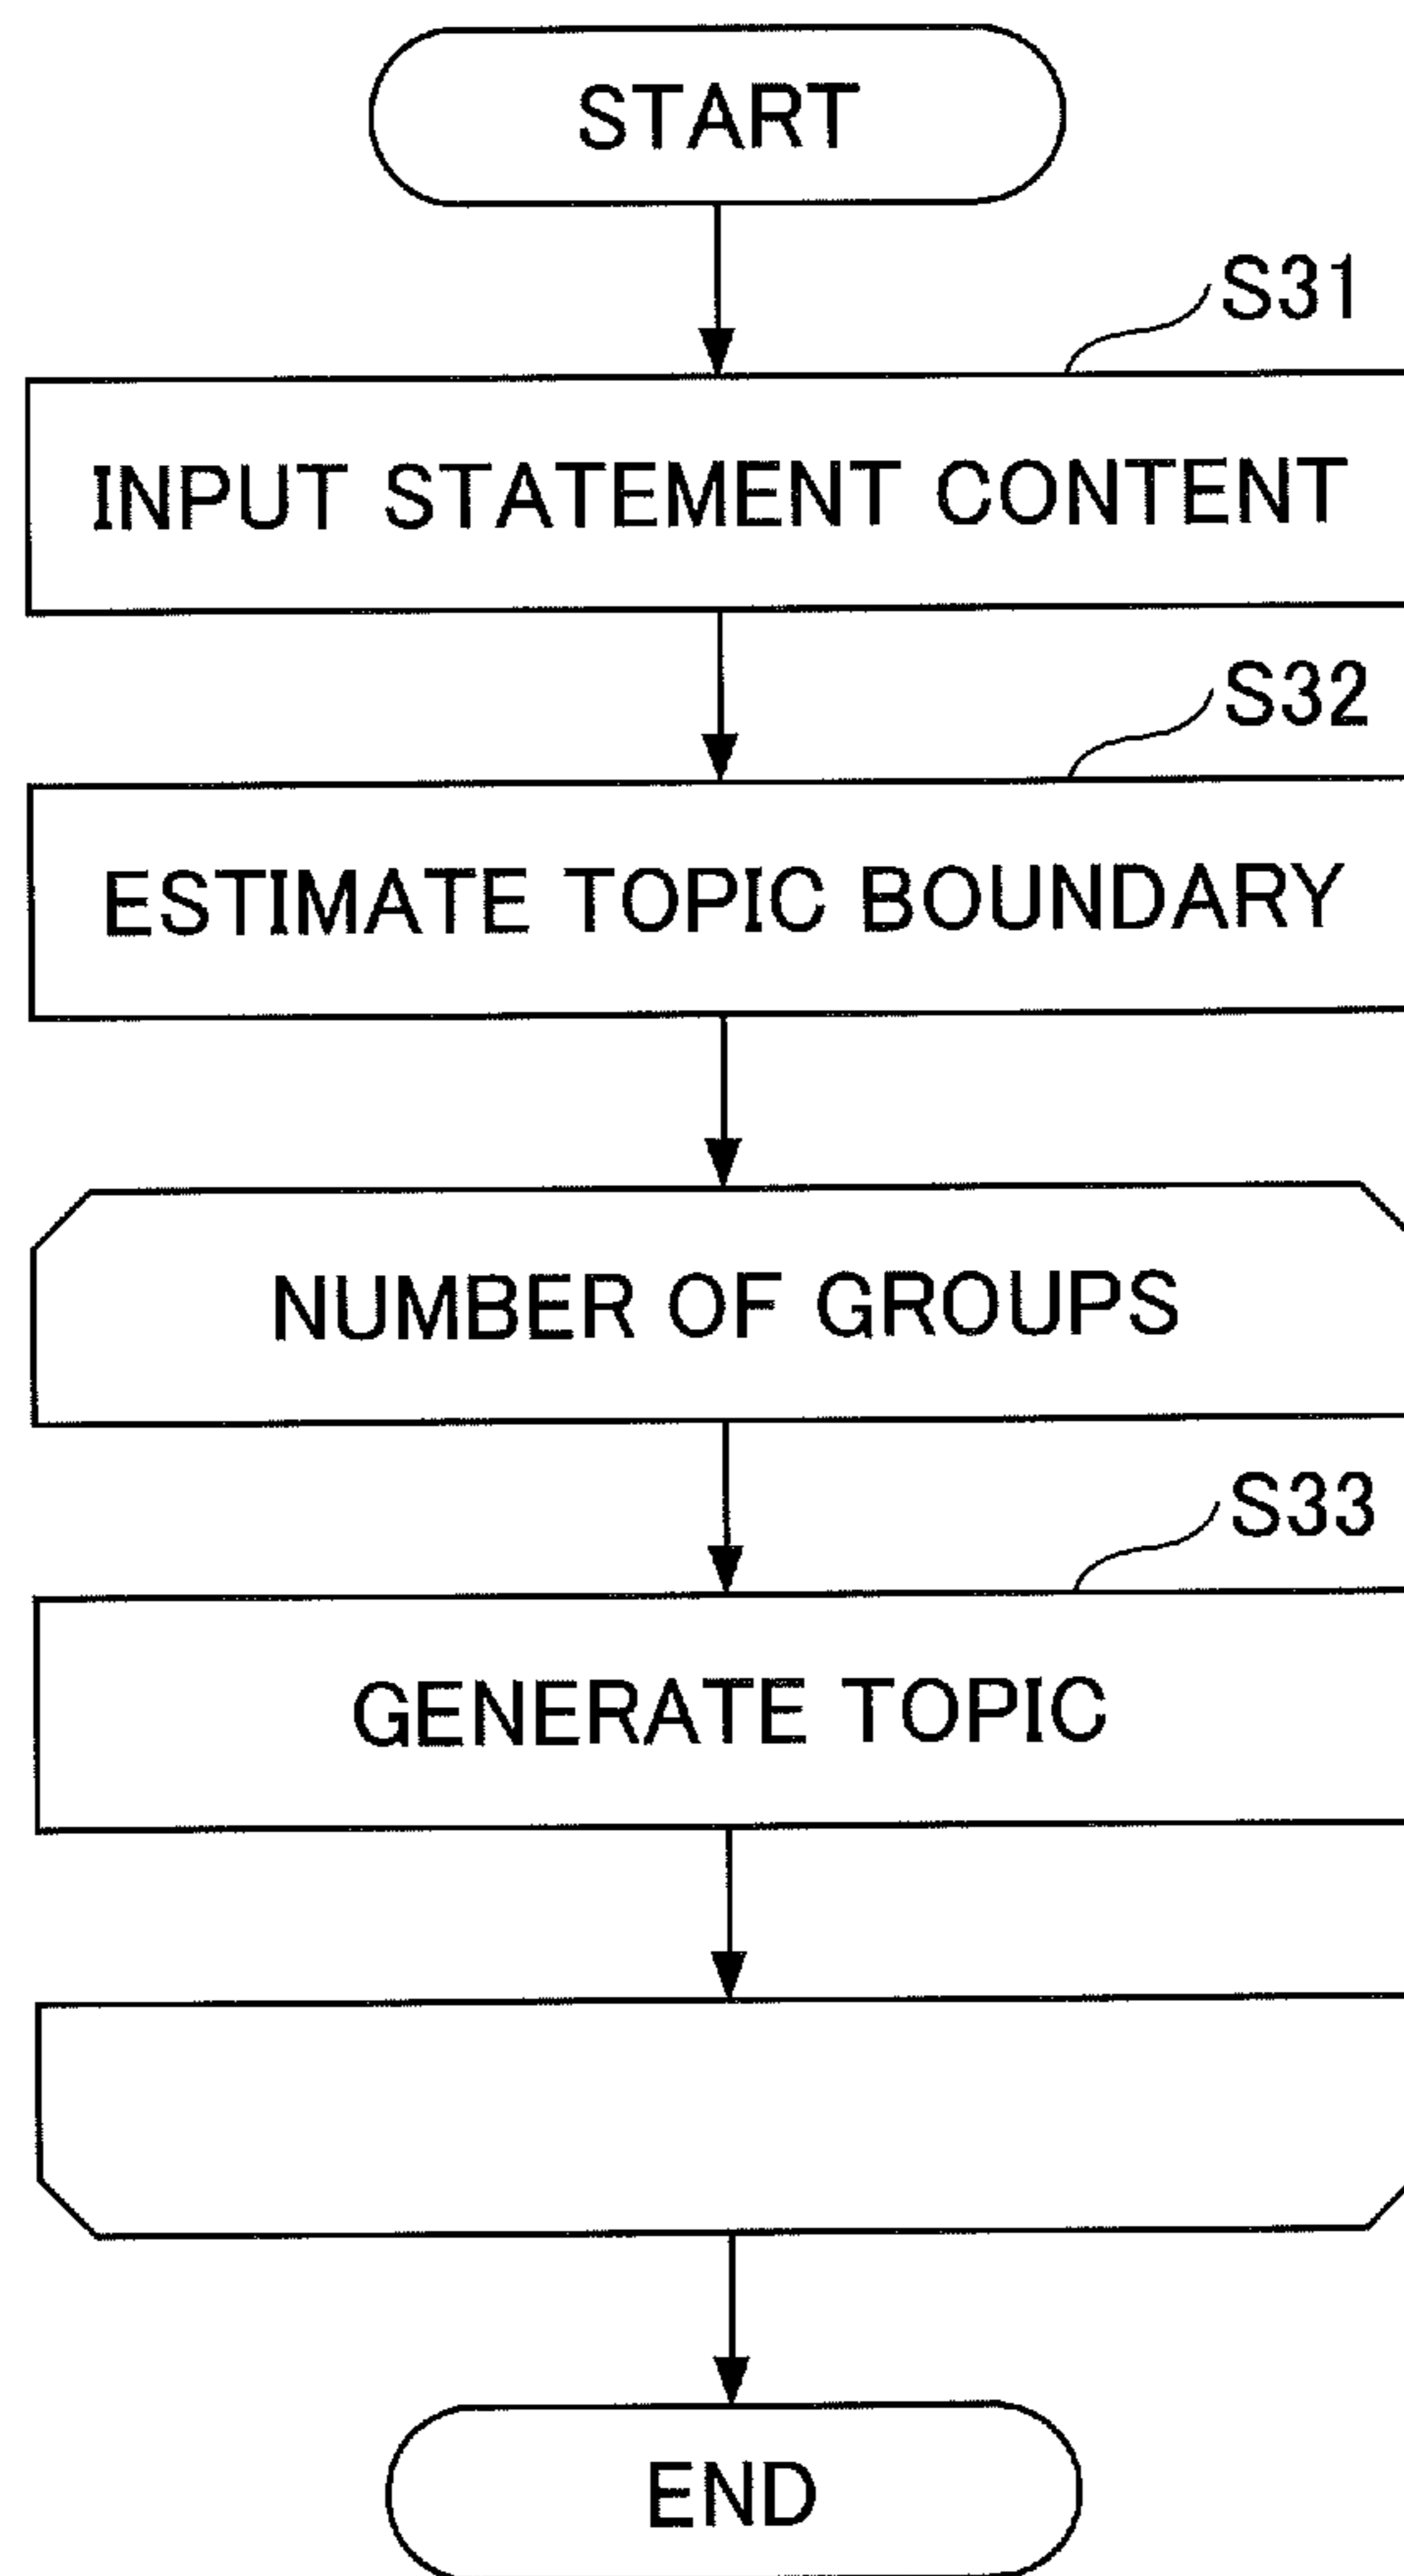 START
S31
INPUT STATEMENT CONTENT
S32
ESTIMATE TOPIC BOUNDARY
NUMBER OF GROUPS
S33
GENERATE TOPIC
END